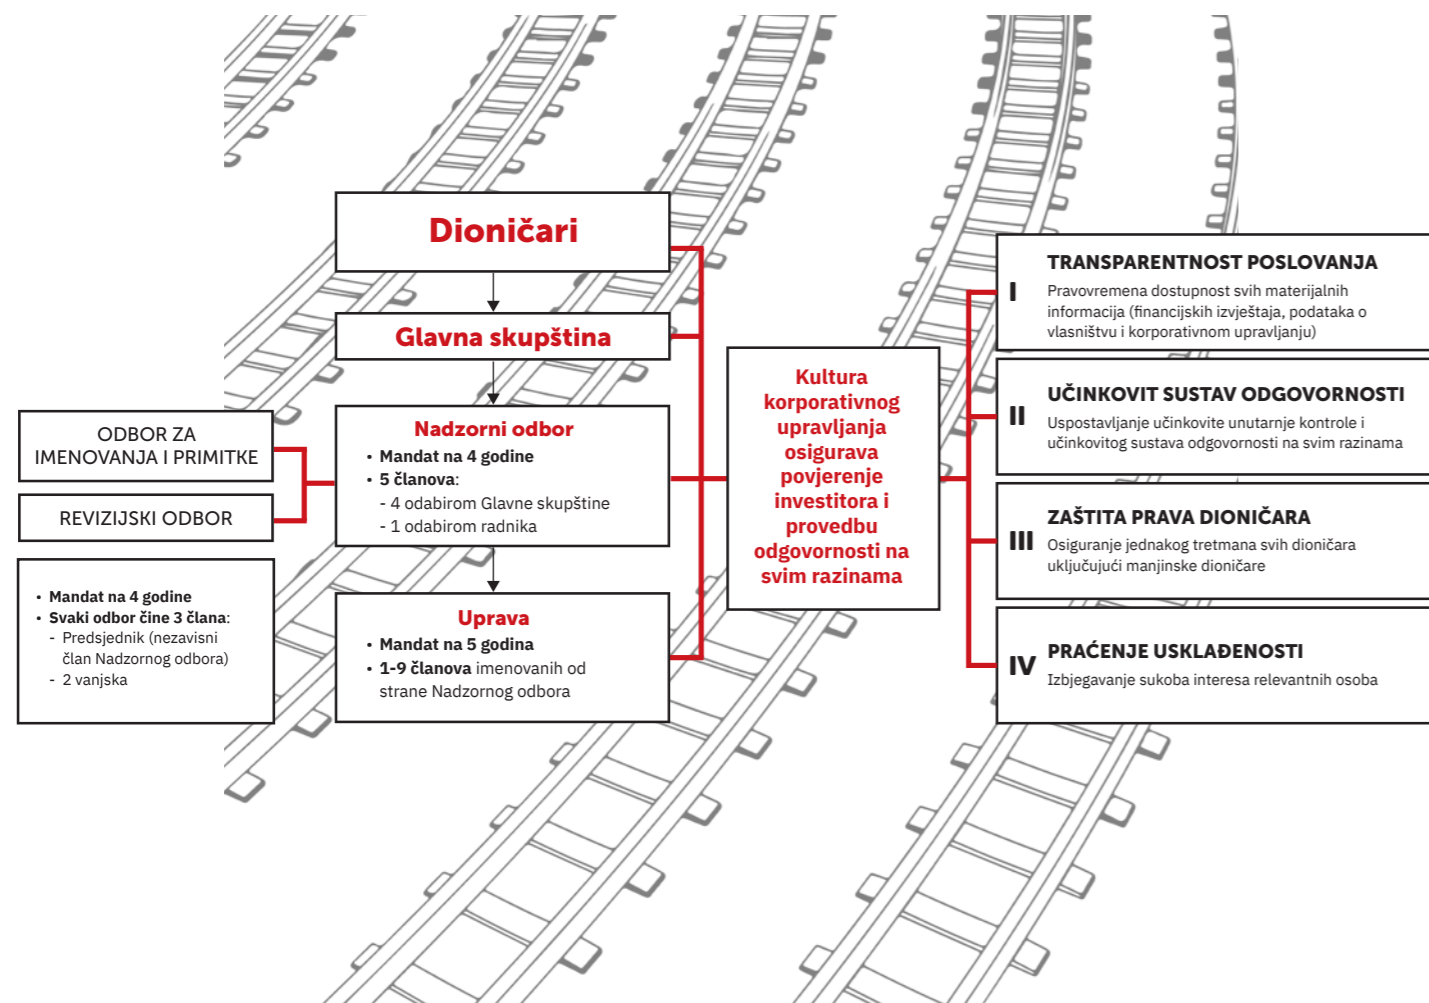 Dioničari
Glavna skupština
Nadzorni odbor
• Mandat na 4 godine
• 5 članova:
- 4 odabirom Glavne skupštine
- 1 odabirom radnika
Uprava
• Mandat na 5 godina
• 1-9 članova imenovanih od
strane Nadzornog odbora
ODBOR ZA
IMENOVANJA I PRIMITKE
REVIZIJSKI ODBOR
• Mandat na 4 godine
• Svaki odbor čine 3 člana:
- Predsjednik (nezavisni
član Nadzornog odbora)
- 2 vanjska
Kultura
korporativnog
upravljanja
osigurava
povjerenje
investitora i
provedbu
odgovornosti na
svim razinama
I
TRANSPARENTNOST POSLOVANJA
Pravovremena dostupnost svih materijalnih
informacija (financijskih izvještaja, podataka o
vlasništvu i korporativnom upravljanju)
II
UČINKOVIT SUSTAV ODGOVORNOSTI
Uspostavljanje učinkovite unutarnje kontrole i
učinkovitog sustava odgovornosti na svim razinama
III
ZAŠTITA PRAVA DIONIČARA
Osiguranje jednakog tretmana svih dioničara
uključujući manjinske dioničare
IV
PRAĆENJE USKLAĐENOSTI
Izbjegavanje sukoba interesa relevantnih osoba